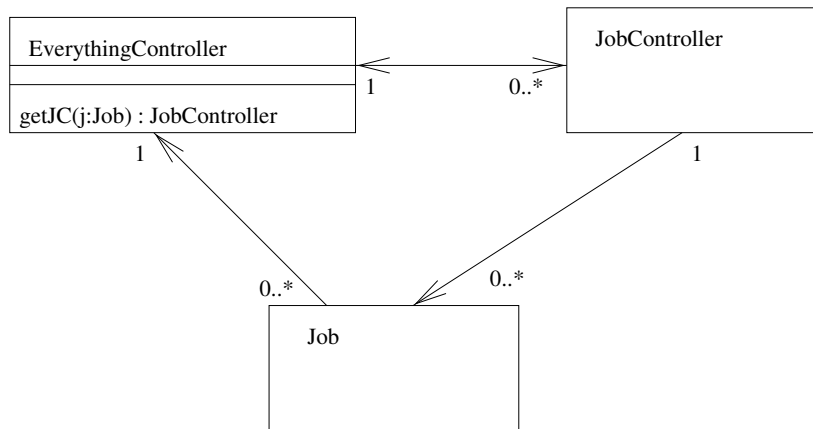 EverythingController
JobController
1
0..*
getJC(j:Job) : JobController
1
1
0..*
0..*
Job